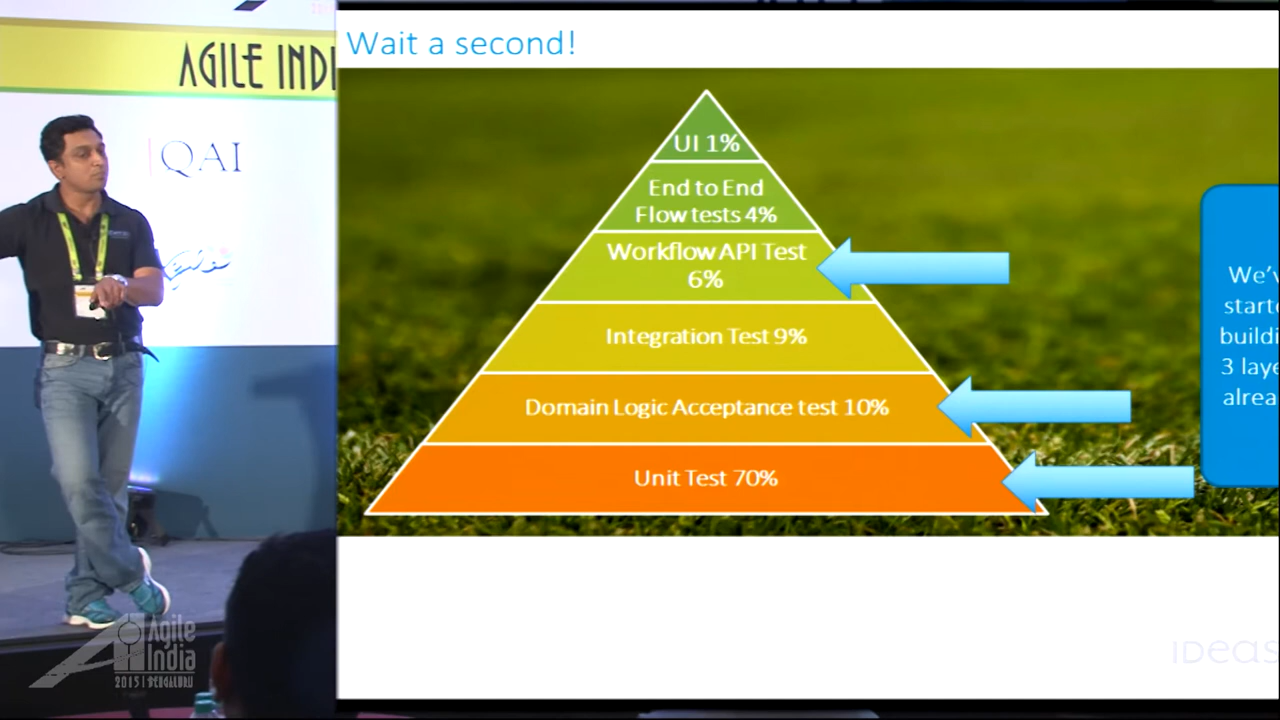 AGILE INDI
QAI
Wait a second!
UI 1%
End to End
Flow tests 4%
Workflow API Test
6%
Integration Test 9%
Domain Logic Acceptance test 10%
Unit Test 70%
We'v
starte
buildi
3 laye
alrea
IDeas
Agile
India
2015 | BENGALURU